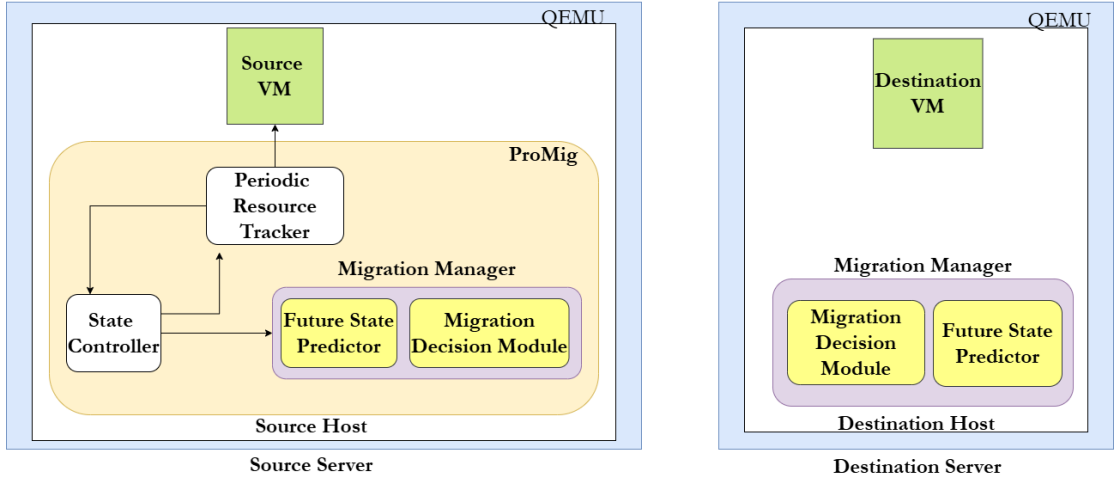 QEMU
Source
VM
ProMig
Periodic
Resource
Tracker
Migration Manager
State
Controller
Future State
Predictor
Migration
Decision Module
Source Host
Source Server
QEMU
Destination
VM
Migration Manager
Migration
Decision
Module
Future State
Predictor
Destination Host
Destination Server